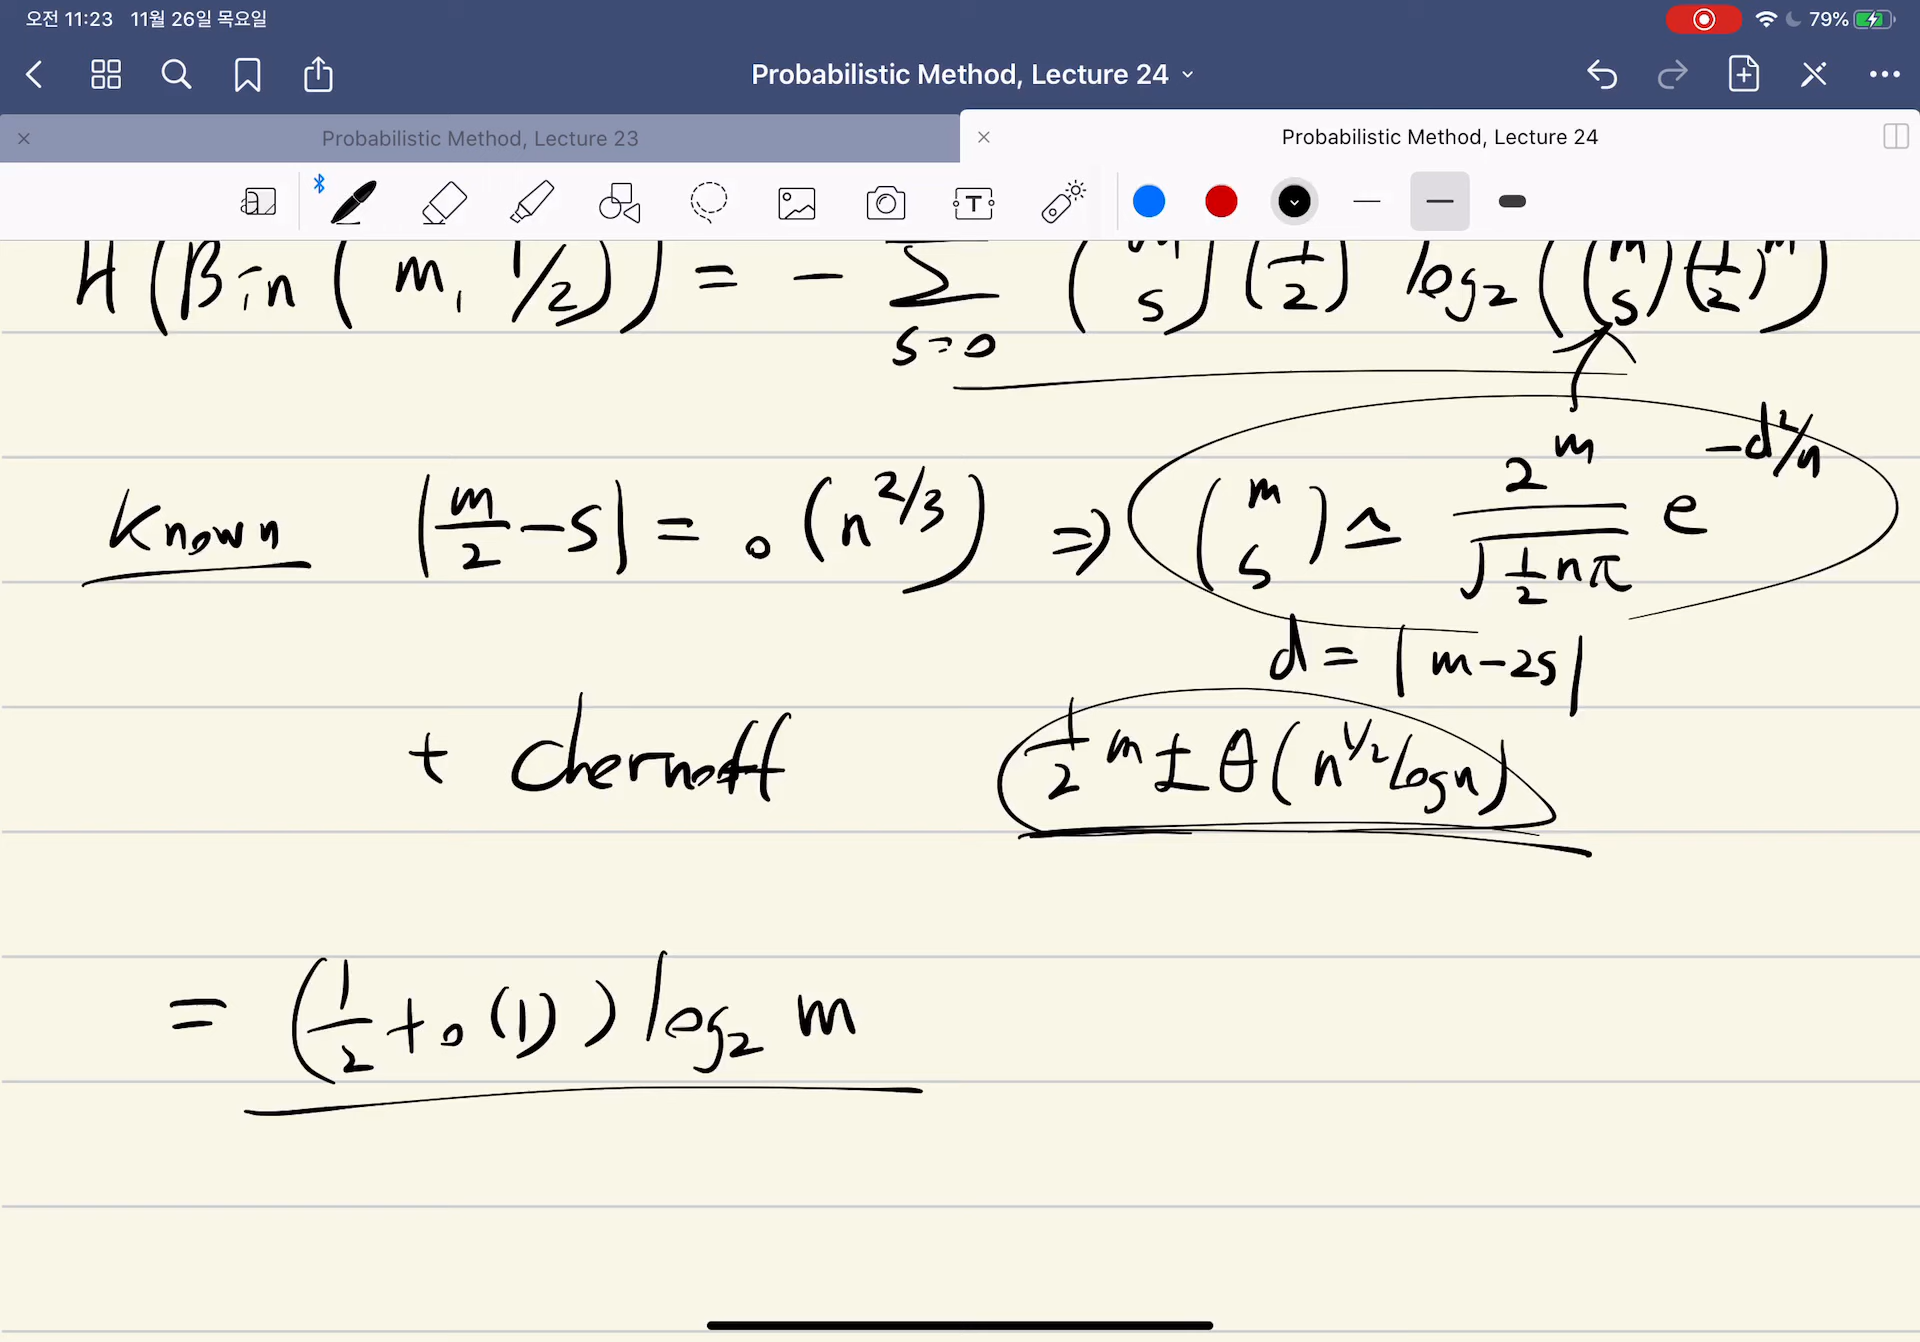 오전 11:23 11월 26일 목요일 79%
Probabilistic Method, Lecture 24
Probabilistic Method, Lecture 23
Probabilistic Method, Lecture 24
H(Bin(m, 1/2)) = - ∑_{s=0} (m s)(1/2) log₂((m s)(1/2)^m)
Known |m/2 - s| = o(n^{2/3}) ⇒ (m s) ≃ 2^m / √(1/2 nπ) e^{-d²/n}
d = |m-2s|
+ Chernoff 1/2 m ± θ(n^{1/2} log n)
= (1/2 + o(1)) log₂ m